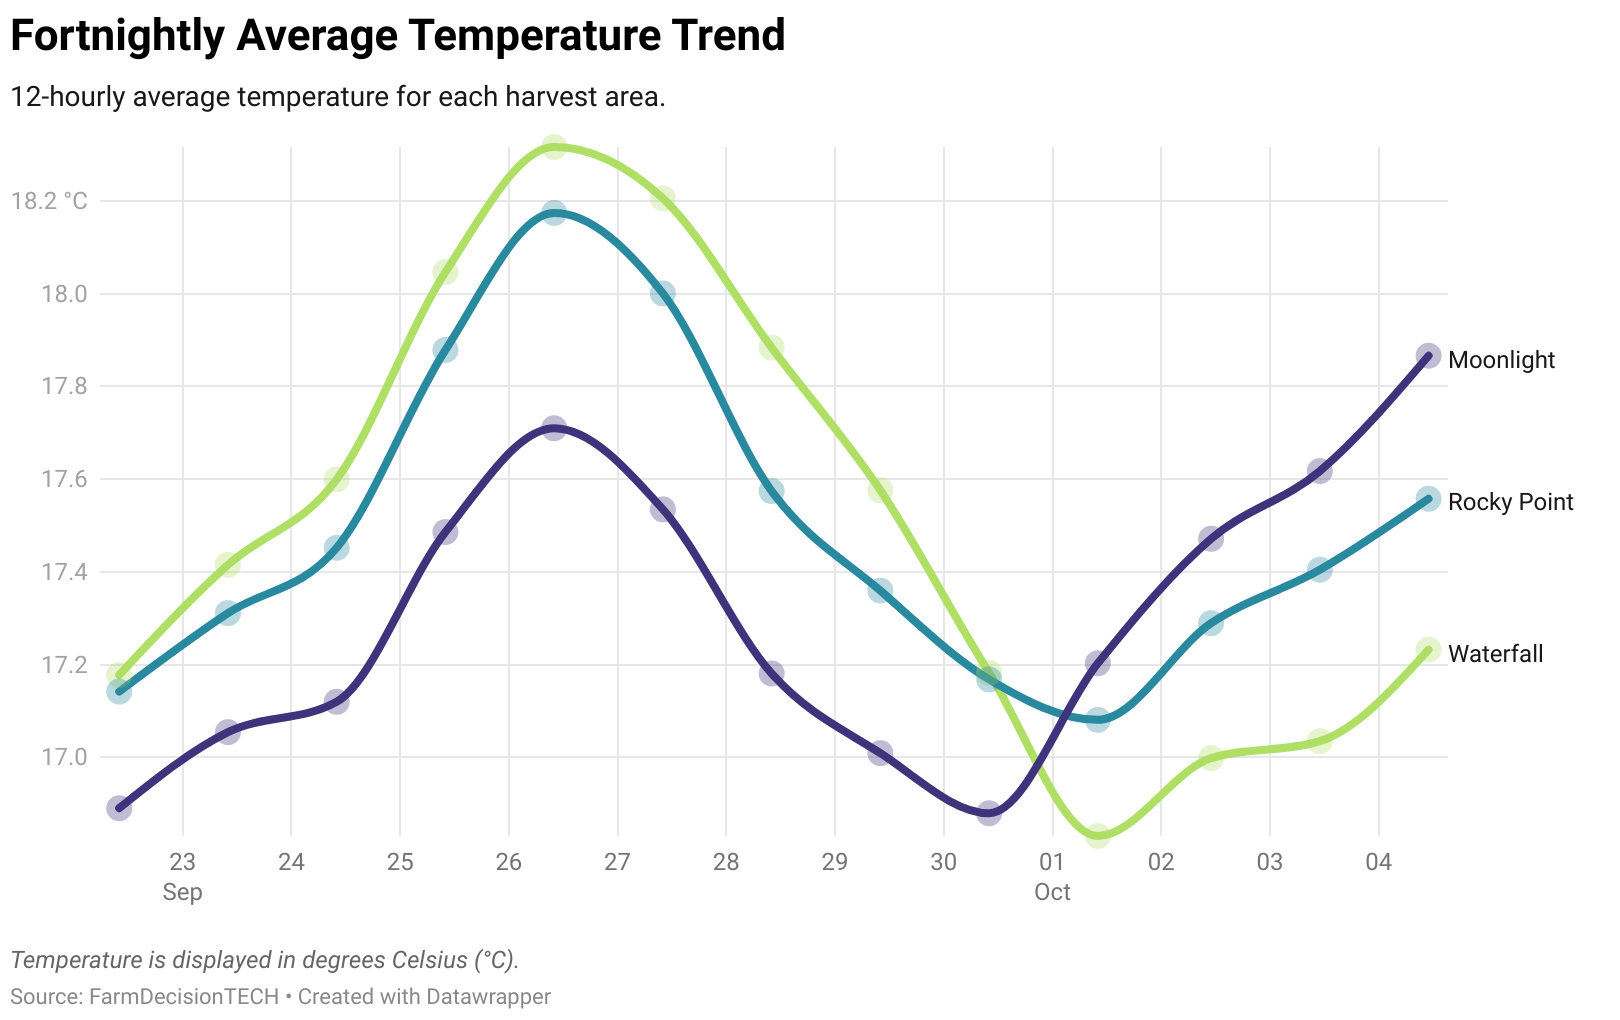 Fortnightly Average Temperature Trend
12-hourly average temperature for each harvest area.
18.2 °C
18.0
17.8
17.6
17.4
17.2
17.0
Moonlight
Rocky Point
Waterfall
23 24 25 26 27 28 29 30 01 02 03 04
Sep Oct
Temperature is displayed in degrees Celsius (°C).
Source: FarmDecisionTECH • Created with Datawrapper